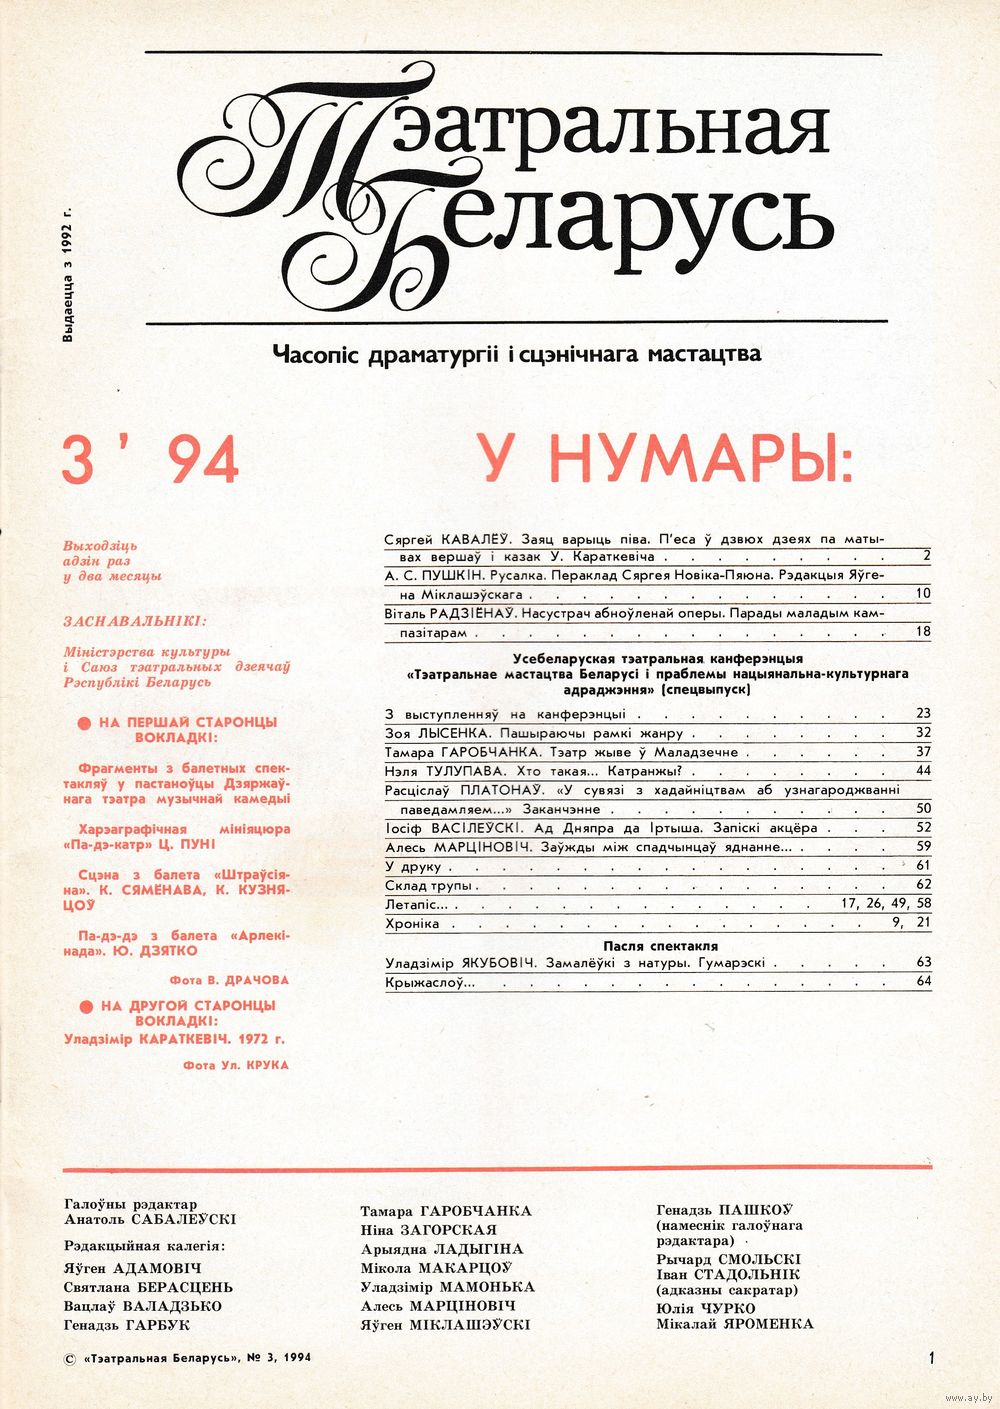 Тэатральная
Беларусь
Выдаецца з 1992 г.
Часопіс драматургіі і сцэнічнага мастацтва
3 ’ 94
У НУМАРЫ:
Выходзіць
адзін раз
у два месяцы
ЗАСНАВАЛЬНІКІ:
Міністэрства культуры
і Саюз тэатральных дзеячаў
Рэспублікі Беларусь
● НА ПЕРШАЙ СТАРОНЦЫ
ВОКЛАДКІ:
Фрагменты з балетных спек-
такляў у пастаноўцы Дзяржаў-
нага тэатра музычнай камедыі
Харэаграфічная мініяцюра
«Па-дэ-катр» Ц. ПУНІ
Сцэна з балета «Штраўсія-
на». К. СЯМЁНАВА, К. КУЗНЯ-
ЦОЎ
Па-дэ-дэ з балета «Арлекі-
нада». Ю. ДЗЯТКО
Фота В. ДРАЧОВА
● НА ДРУГОЙ СТАРОНЦЫ
ВОКЛАДКІ:
Уладзімір КАРАТКЕВІЧ. 1972 г.
Фота Ул. КРУКА
Сяргей КАВАЛЁЎ. Заяц варыць піва. П'еса ў дзвюх дзеях па маты-
вах вершаў і казак У. Караткевіча . . . . . . . . . 2
А. С. ПУШКІН. Русалка. Пераклад Сяргея Новіка-Пяюна. Рэдакцыя Яўге-
на Міклашэўскага . . . . . . . . . . . . . 10
Віталь РАДЗІЁНАЎ. Насустрач абноўленай оперы. Парады маладым кам-
пазітарам . . . . . . . . . . . . . . . 18
Усебеларуская тэатральная канферэнцыя
«Тэатральнае мастацтва Беларусі і праблемы нацыянальна-культурнага
адраджэння» (спецвыпуск)
З выступленняў на канферэнцыі . . . . . . . . . . 23
Зоя ЛЫСЕНКА. Пашыраючы рамкі жанру . . . . . . . . 32
Тамара ГАРОБЧАНКА. Тэатр жыве ў Маладзечне . . . . . . 37
Нэля ТУЛУПАВА. Хто такая... Катранжы? . . . . . . . . 44
Расціслаў ПЛАТОНАЎ. «У сувязі з хадайніцтвам аб узнагароджванні
паведамляем...» Заканчэнне . . . . . . . . . . . 50
Іосіф ВАСІЛЕЎСКІ. Ад Дняпра да Іртыша. Запіскі акцёра . . . 52
Алесь МАРЦІНОВІЧ. Заўжды між спадчынцаў яднанне... . . . . 59
У друку . . . . . . . . . . . . . . . . . 61
Склад трупы . . . . . . . . . . . . . . . . 62
Летапіс... . . . . . . . . . . . . . . 17, 26, 49, 58
Хроніка . . . . . . . . . . . . . . . . 9, 21
Пасля спектакля
Уладзімір ЯКУБОВІЧ. Замалёўкі з натуры. Гумарэскі . . . . . 63
Крыжаслоў... . . . . . . . . . . . . . . . 64
Галоўны рэдактар
Анатоль САБАЛЕЎСКІ
Рэдакцыйная калегія:
Яўген АДАМОВІЧ
Святлана БЕРАСЦЕНЬ
Вацлаў ВАЛАДЗЬКО
Генадзь ГАРБУК
Тамара ГАРОБЧАНКА
Ніна ЗАГОРСКАЯ
Арыядна ЛАДЫГІНА
Мікола МАКАРЦОЎ
Уладзімір МАМОНЬКА
Алесь МАРЦІНОВІЧ
Яўген МІКЛАШЭЎСКІ
Генадзь ПАШКОЎ
(намеснік галоўнага
рэдактара)
Рычард СМОЛЬСКІ
Іван СТАДОЛЬНІК
(адказны сакратар)
Юлія ЧУРКО
Мікалай ЯРОМЕНКА
© «Тэатральная Беларусь», № 3, 1994
1
www.ay.by